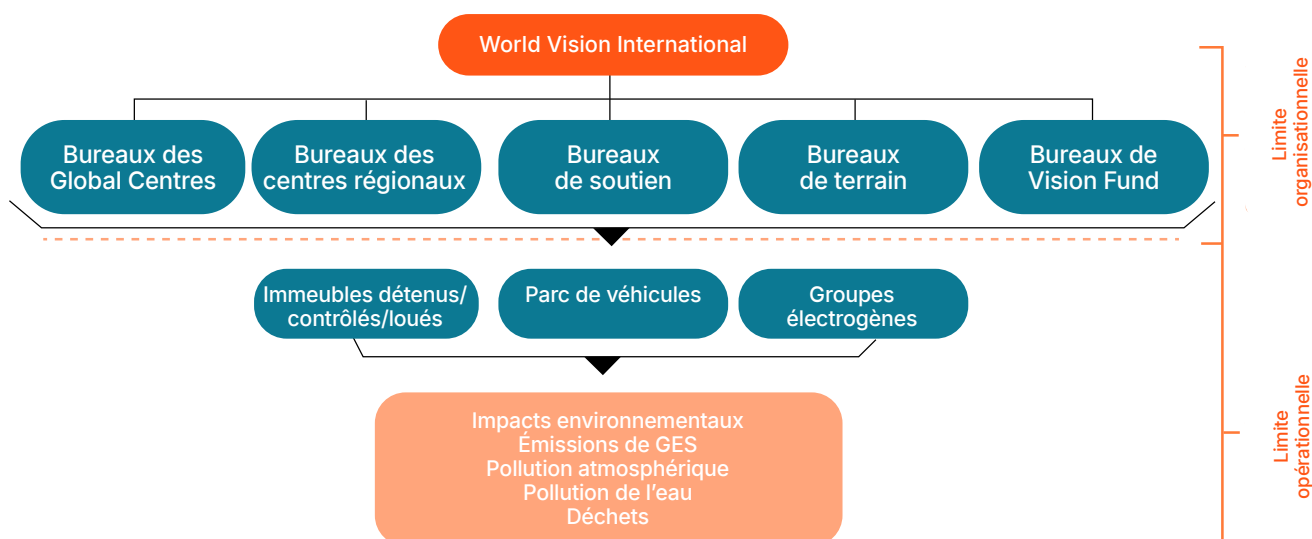 World Vision International
Bureaux des
Global Centres
Bureaux des
centres régionaux
Bureaux
de soutien
Bureaux
de terrain
Bureaux de
Vision Fund
Limite
organisationnelle
Immeubles détenus/
contrôlés/loués
Parc de véhicules
Groupes
électrogènes
Impacts environnementaux
Émissions de GES
Pollution atmosphérique
Pollution de l’eau
Déchets
Limite
opérationnelle